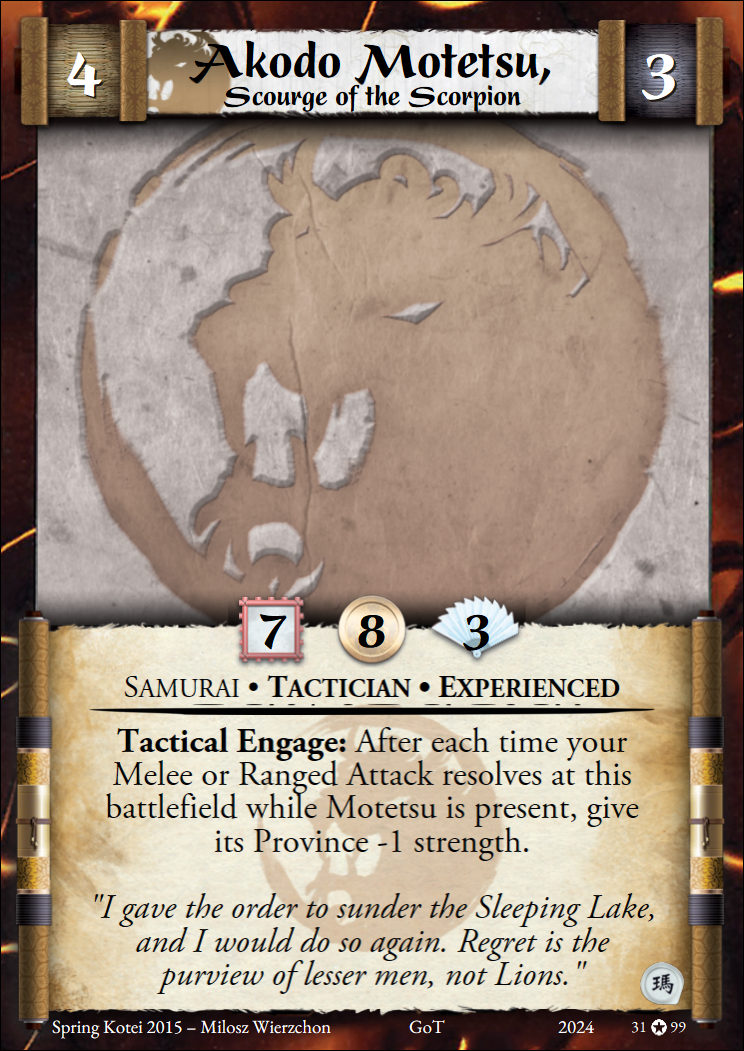 4
Akodo Motetsu,
3
Scourge of the Scorpion
7 8 3
SAMURAI • TACTICIAN • EXPERIENCED
Tactical Engage: After each time your
Melee or Ranged Attack resolves at this
battlefield while Motetsu is present, give
its Province -1 strength.
"I gave the order to sunder the Sleeping Lake,
and I would do so again. Regret is the
purview of lesser men, not Lions."
瑪
Spring Kotei 2015 – Milosz Wierzchon GoT 2024 31 ✪ 99